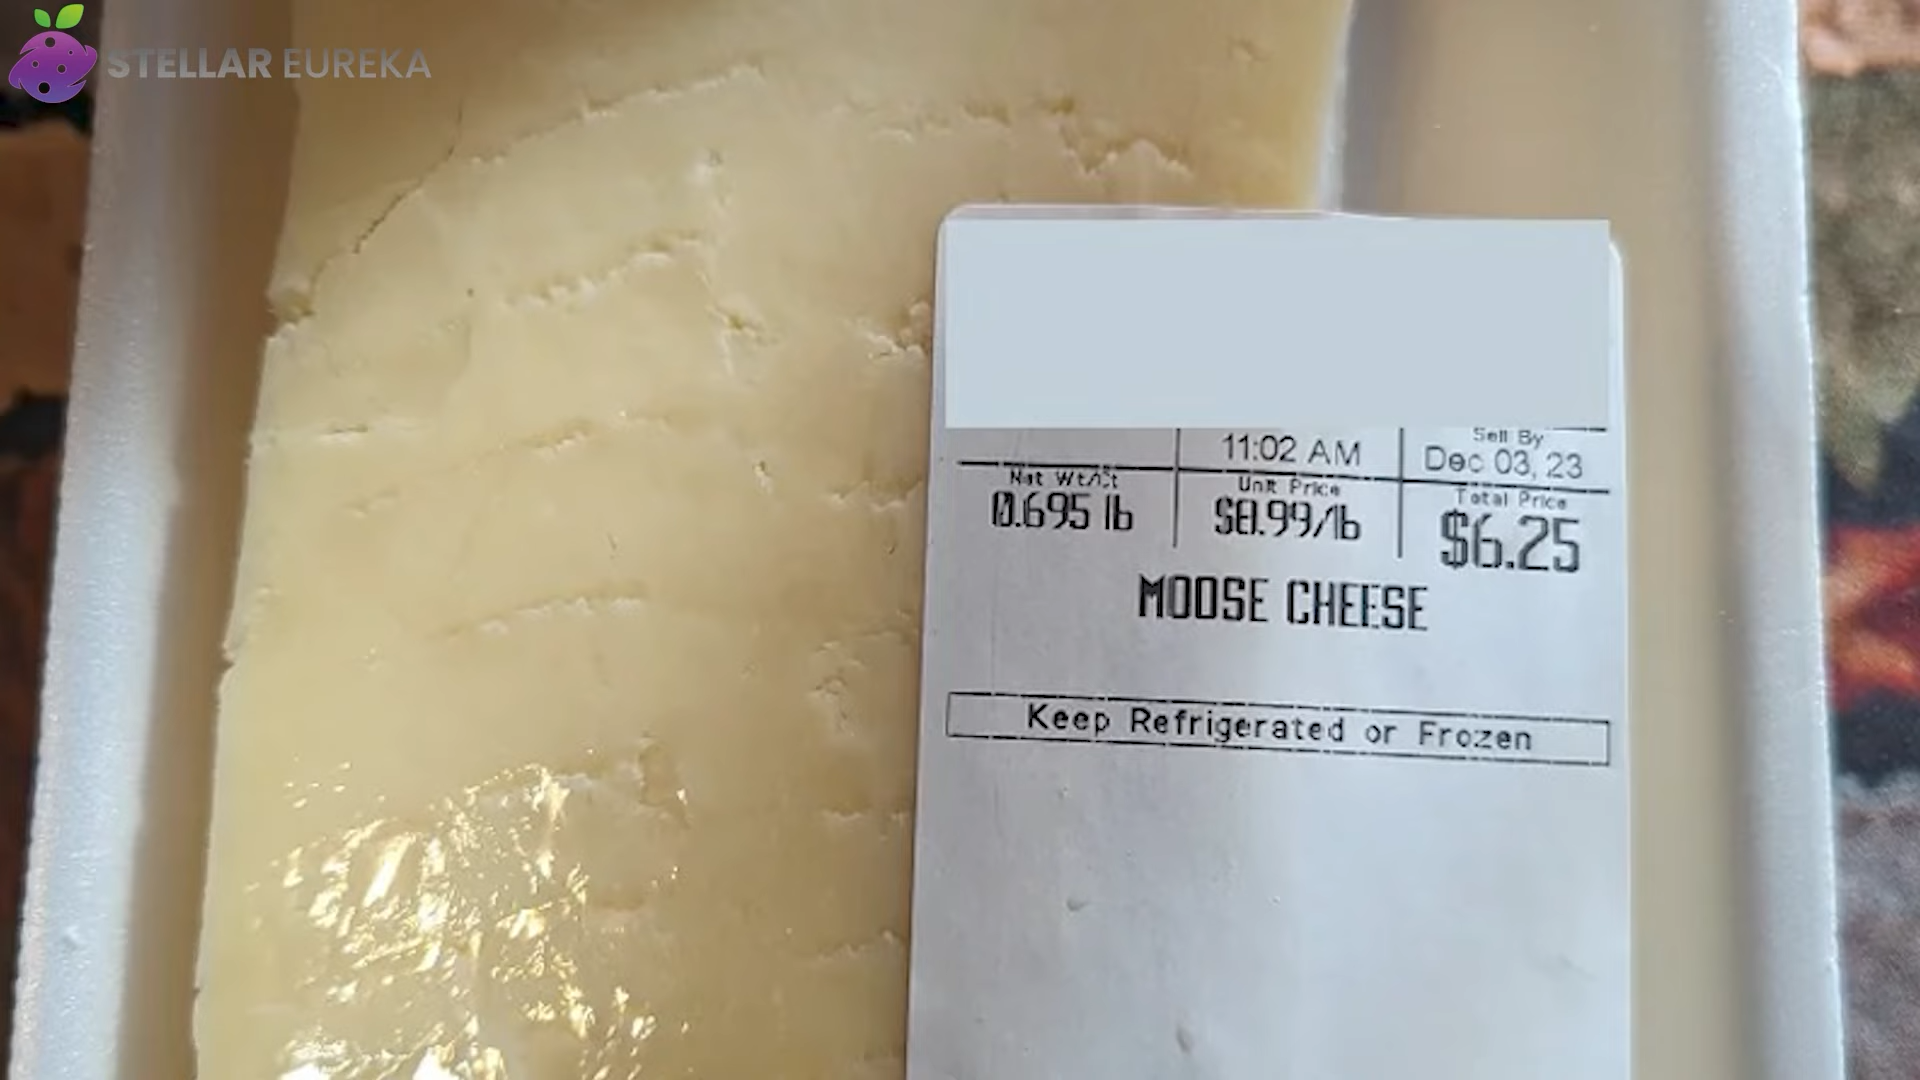 STELLAR EUREKA
11:02 AM
Sell By
Dec 03, 23
Net Wt/Ct
0.695 lb
Unit Price
$8.99/lb
Total Price
$6.25
MOOSE CHEESE
Keep Refrigerated or Frozen